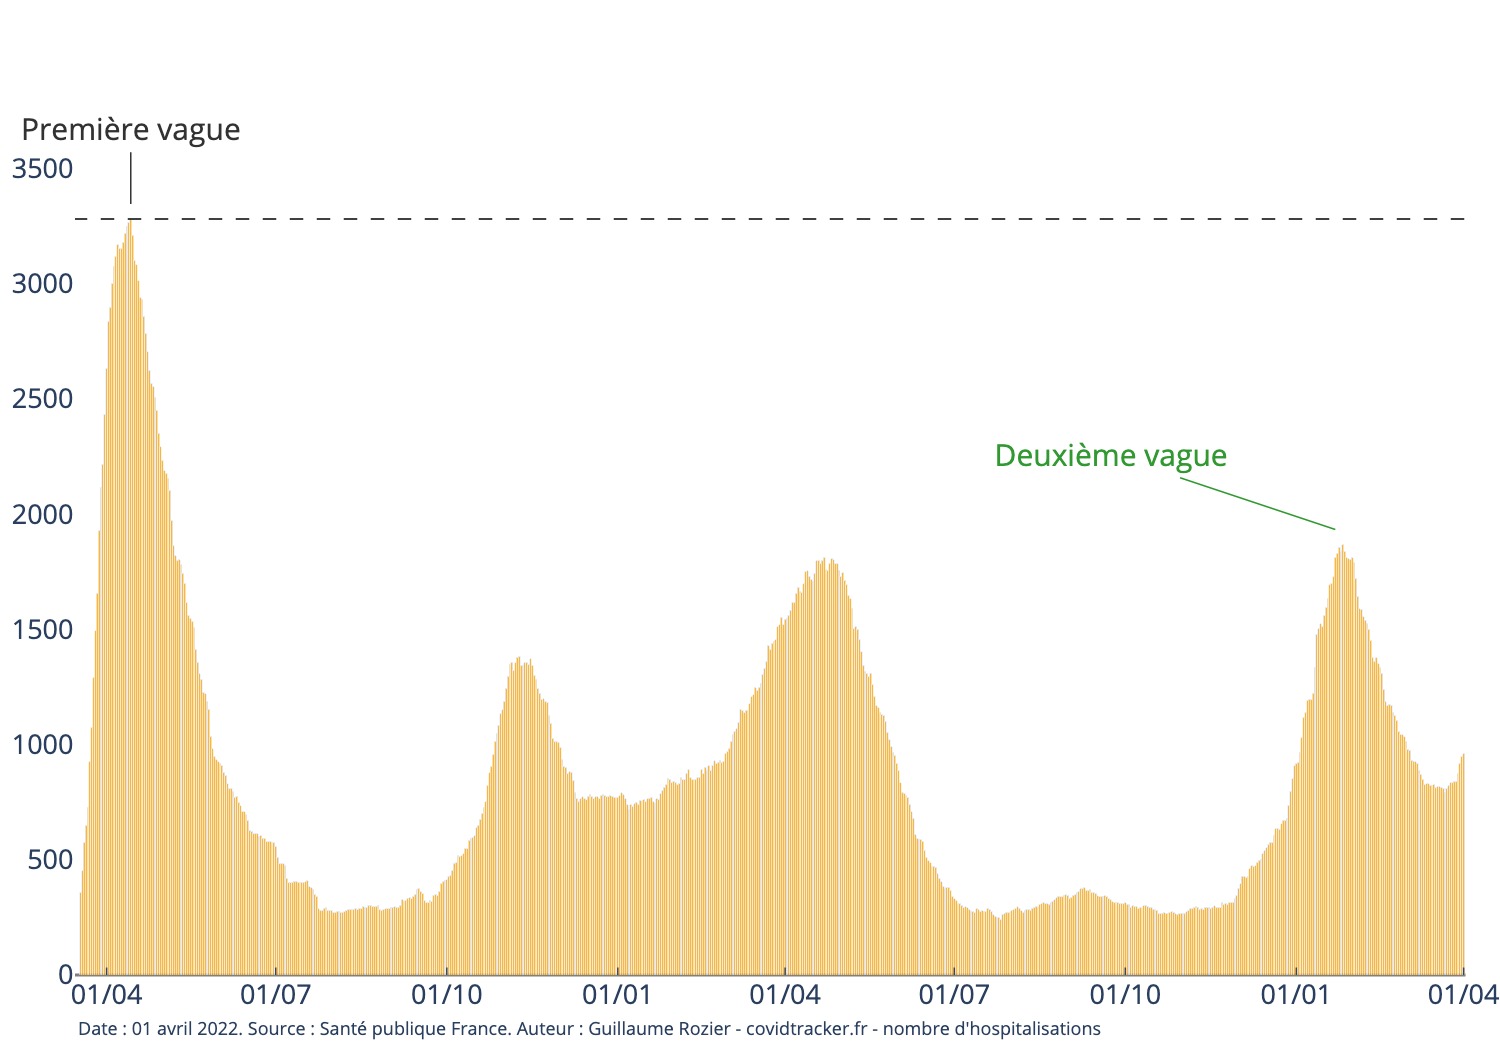 Première vague
3500
3000
2500
Deuxième vague
2000
1500
1000
500
0
01/04 01/07 01/10 01/01 01/04 01/07 01/10 01/01 01/04
Date : 01 avril 2022. Source : Santé publique France. Auteur : Guillaume Rozier - covidtracker.fr - nombre d'hospitalisations